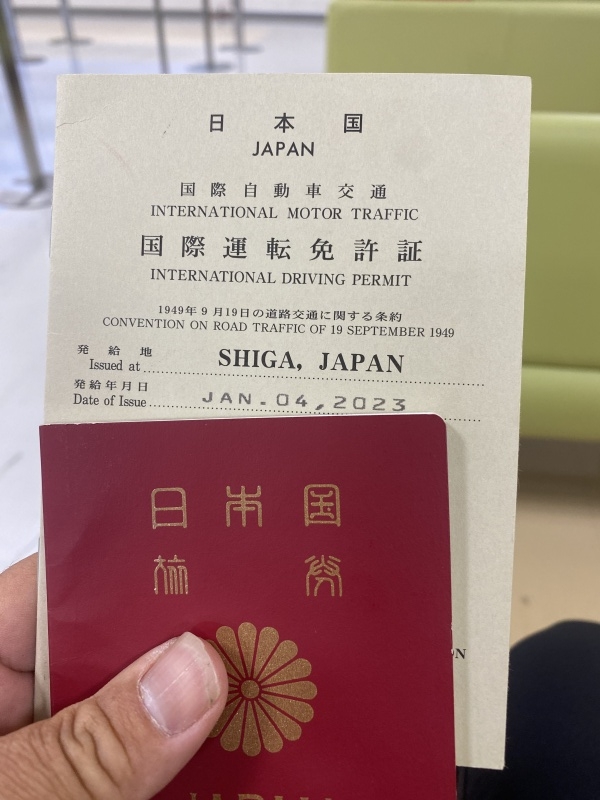 日本国
JAPAN
国際自動車交通
INTERNATIONAL MOTOR TRAFFIC
国際運転免許証
INTERNATIONAL DRIVING PERMIT
1949年9月19日の道路交通に関する条約
CONVENTION ON ROAD TRAFFIC OF 19 SEPTEMBER 1949
発給地
Issued at SHIGA, JAPAN
発給年月日
Date of Issue JAN.04,2023
日本国
旅券